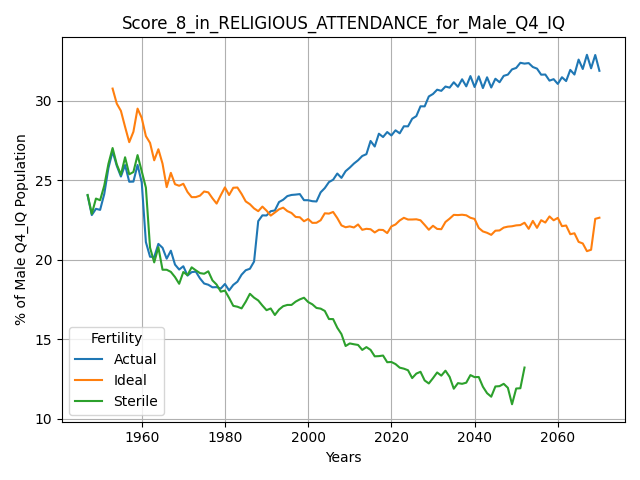 Score_8_in_RELIGIOUS_ATTENDANCE_for_Male_Q4_IQ
% of Male Q4_IQ Population
30
25
20
15
10
Fertility
Actual
Ideal
Sterile
1960 1980 2000 2020 2040 2060
Years